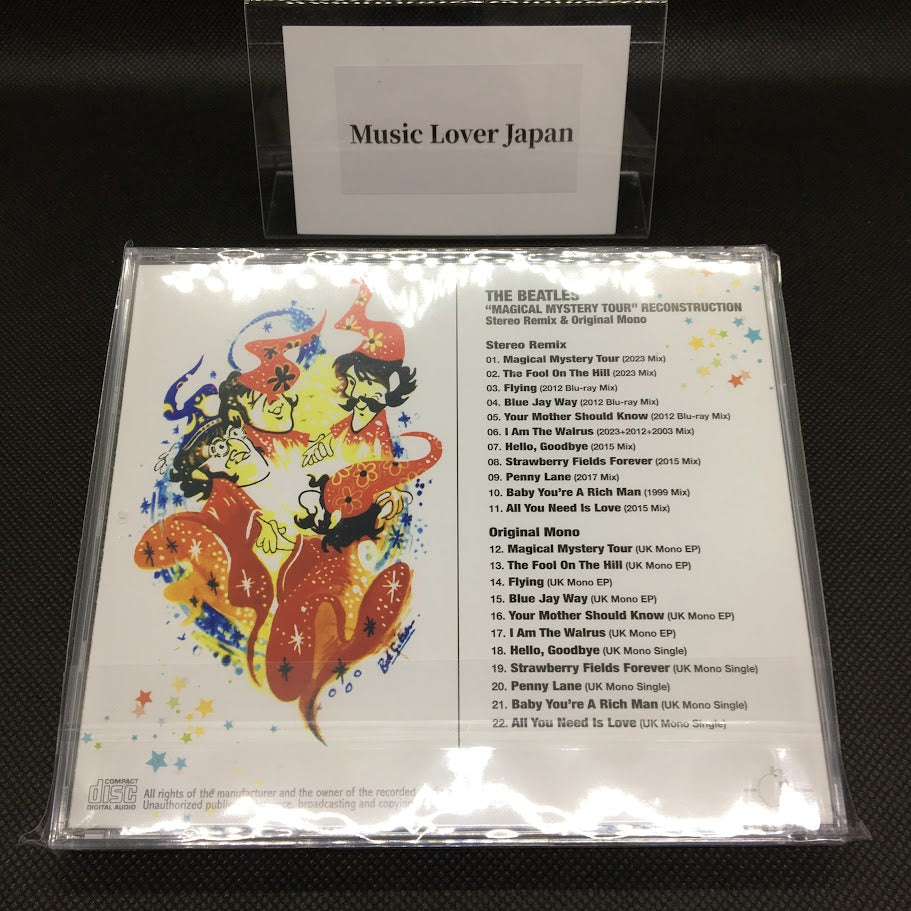 Music Lover Japan
THE BEATLES
“MAGICAL MYSTERY TOUR” RECONSTRUCTION
Stereo Remix & Original Mono
Stereo Remix
01. Magical Mystery Tour (2023 Mix)
02. The Fool On The Hill (2023 Mix)
03. Flying (2012 Blu-ray Mix)
04. Blue Jay Way (2012 Blu-ray Mix)
05. Your Mother Should Know (2012 Blu-ray Mix)
06. I Am The Walrus (2023+2012+2003 Mix)
07. Hello, Goodbye (2015 Mix)
08. Strawberry Fields Forever (2015 Mix)
09. Penny Lane (2017 Mix)
10. Baby You’re A Rich Man (1999 Mix)
11. All You Need Is Love (2015 Mix)
Original Mono
12. Magical Mystery Tour (UK Mono EP)
13. The Fool On The Hill (UK Mono EP)
14. Flying (UK Mono EP)
15. Blue Jay Way (UK Mono EP)
16. Your Mother Should Know (UK Mono EP)
17. I Am The Walrus (UK Mono EP)
18. Hello, Goodbye (UK Mono Single)
19. Strawberry Fields Forever (UK Mono Single)
20. Penny Lane (UK Mono Single)
21. Baby You’re A Rich Man (UK Mono Single)
22. All You Need Is Love (UK Mono Single)
COMPACT
disc
DIGITAL AUDIO
All rights of the manufacturer and the owner of the recorded
Unauthorized broadcasting and